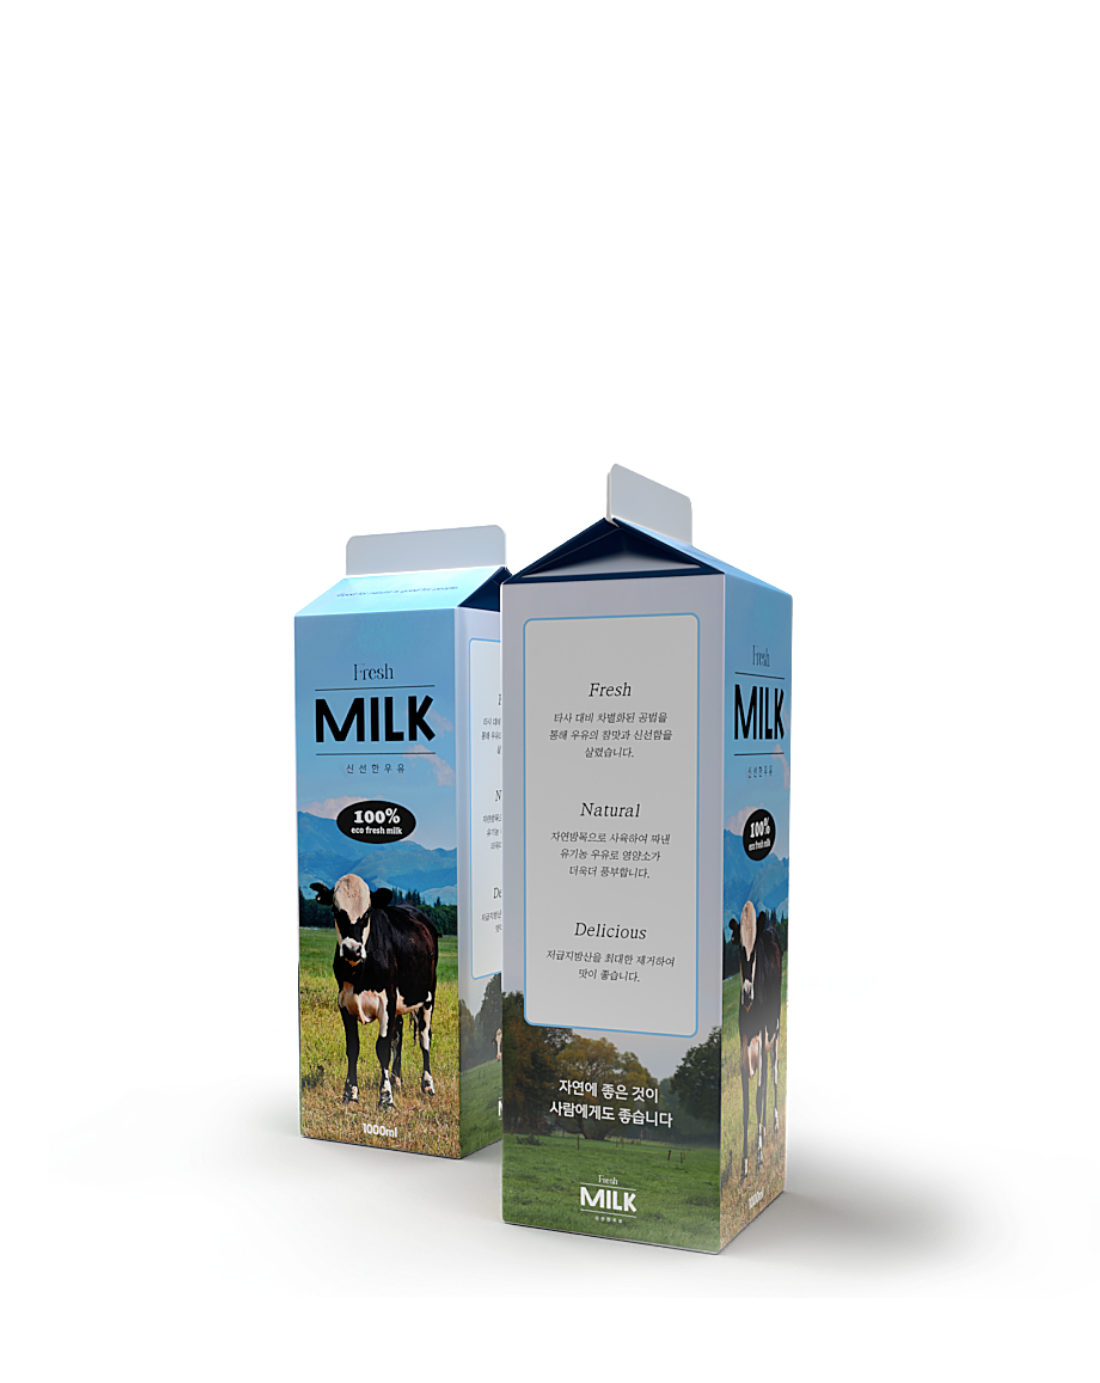 Fresh
MILK
신선한우유
100%
eco fresh milk
1000ml
Fresh
타사 대비 차별화된 공법을
통해 우유의 참맛과 신선함을
살렸습니다.
Natural
자연방목으로 사육하여 짜낸
유기농 우유로 영양소가
더욱더 풍부합니다.
Delicious
저급지방산을 최대한 제거하여
맛이 좋습니다.
자연에 좋은 것이
사람에게도 좋습니다
Fresh
MILK
신선한우유
Fresh
MILK
신선한우유
100%
eco fresh milk
1000ml